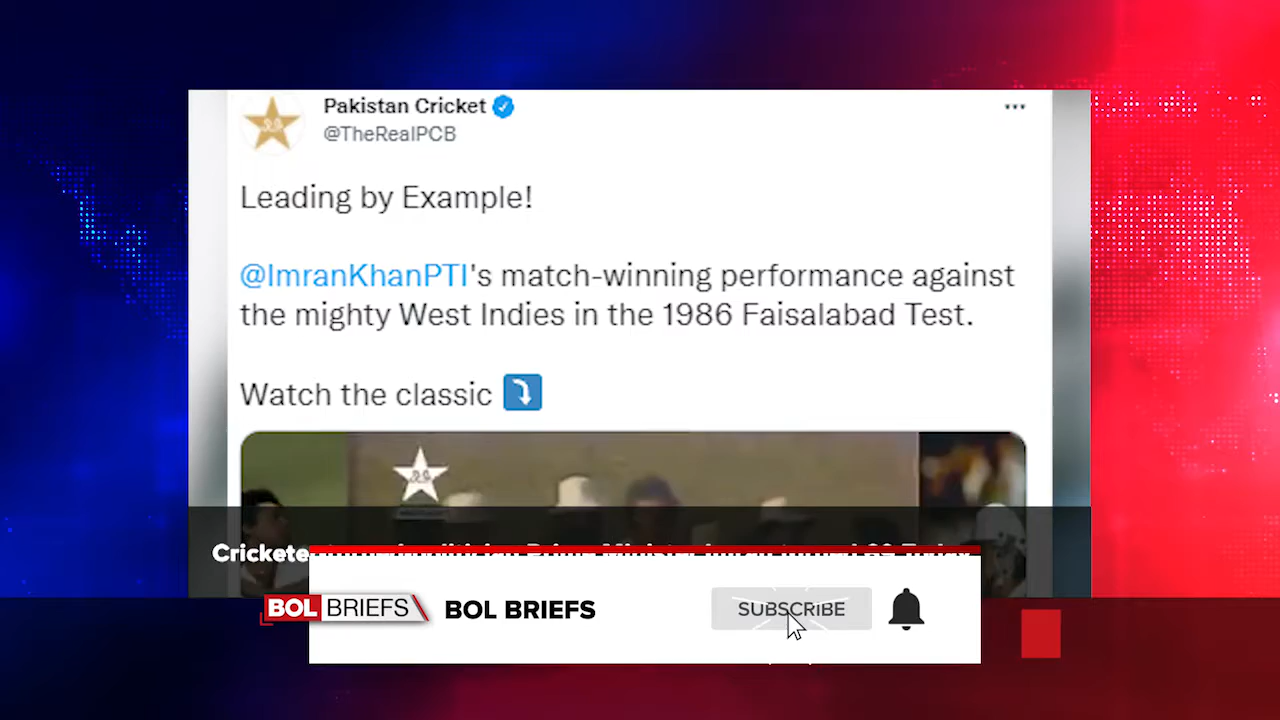 Pakistan Cricket
@TheRealPCB
Leading by Example!
@ImranKhanPTI's match-winning performance against
the mighty West Indies in the 1986 Faisalabad Test.
Watch the classic
BOL BRIEFS
BOL BRIEFS
SUBSCRIBE